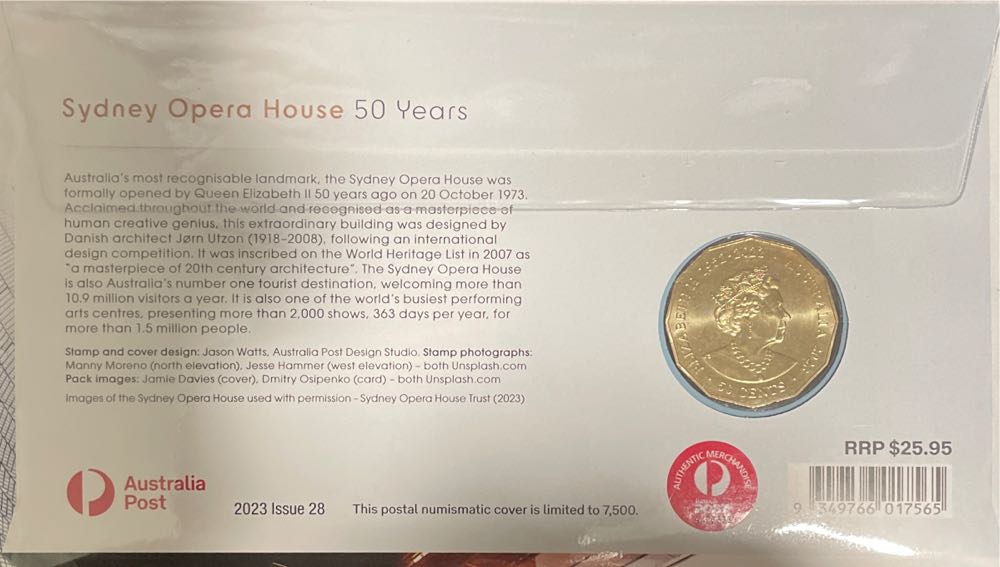 Sydney Opera House 50 Years
Australia's most recognisable landmark, the Sydney Opera House was
formally opened by Queen Elizabeth II 50 years ago on 20 October 1973.
Acclaimed throughout the world and recognised as a masterpiece of
human creative genius, this extraordinary building was designed by
Danish architect Jørn Utzon (1918–2008), following an international
design competition. It was inscribed on the World Heritage List in 2007 as
"a masterpiece of 20th century architecture". The Sydney Opera House
is also Australia's number one tourist destination, welcoming more than
10.9 million visitors a year. It is also one of the world's busiest performing
arts centres, presenting more than 2,000 shows, 363 days per year, for
more than 1.5 million people.
Stamp and cover design: Jason Watts, Australia Post Design Studio. Stamp photographs:
Manny Moreno (north elevation), Jesse Hammer (west elevation) – both Unsplash.com
Pack images: Jamie Davies (cover), Dmitry Osipenko (card) – both Unsplash.com
Images of the Sydney Opera House used with permission – Sydney Opera House Trust (2023)
ELIZABETH II 1952-2022 AUSTRALIA 2023
50 CENTS
Australia
Post
2023 Issue 28
This postal numismatic cover is limited to 7,500.
AUTHENTIC MERCHANDISE
RRP $25.95
9 349766 017565